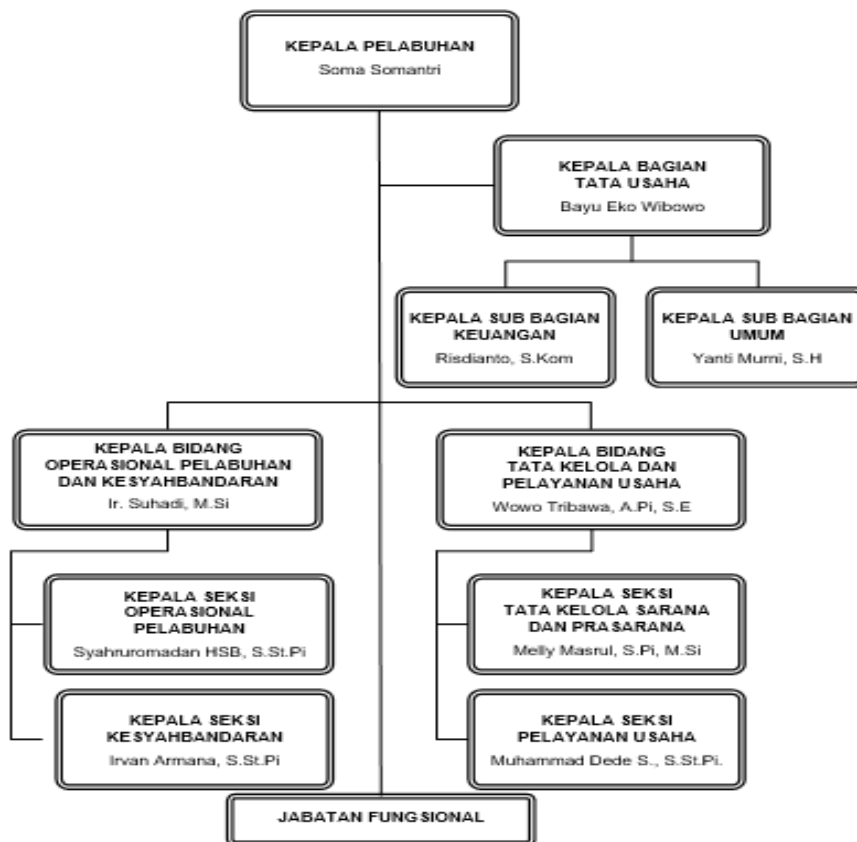 KEPALA PELABUHAN
Soma Somantri
KEPALA BAGIAN
TATA USAHA
Bayu Eko Wibowo
KEPALA SUB BAGIAN
KEUANGAN
Risdianto, S.Kom
KEPALA SUB BAGIAN
UMUM
Yanti Murni, S.H
KEPALA BIDANG
OPERASIONAL PELABUHAN
DAN KESYAHBANDARAN
Ir. Suhadi, M.Si
KEPALA BIDANG
TATA KELOLA DAN
PELAYANAN USAHA
Wowo Tribawa, A.Pi, S.E
KEPALA SEKSI
OPERASIONAL
PELABUHAN
Syahruromadan HSB, S.St.Pi
KEPALA SEKSI
TATA KELOLA SARANA
DAN PRASARANA
Melly Masrul, S.Pi, M.Si
KEPALA SEKSI
KESYAHBANDARAN
Irvan Armana, S.St.Pi
KEPALA SEKSI
PELAYANAN USAHA
Muhammad Dede S., S.St.Pi.
JABATAN FUNGSIONAL